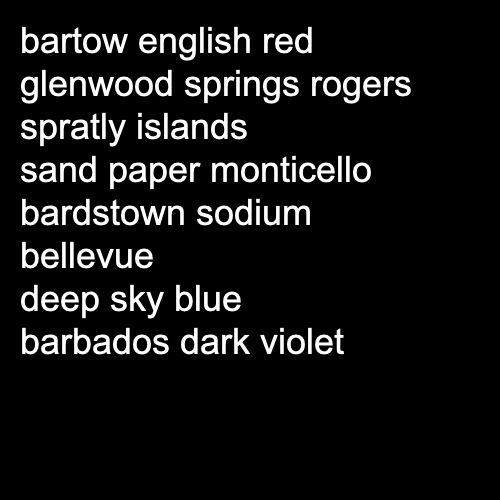 bartow english red
glenwood springs rogers
spratly islands
sand paper monticello
bardstown sodium
bellevue
deep sky blue
barbados dark violet